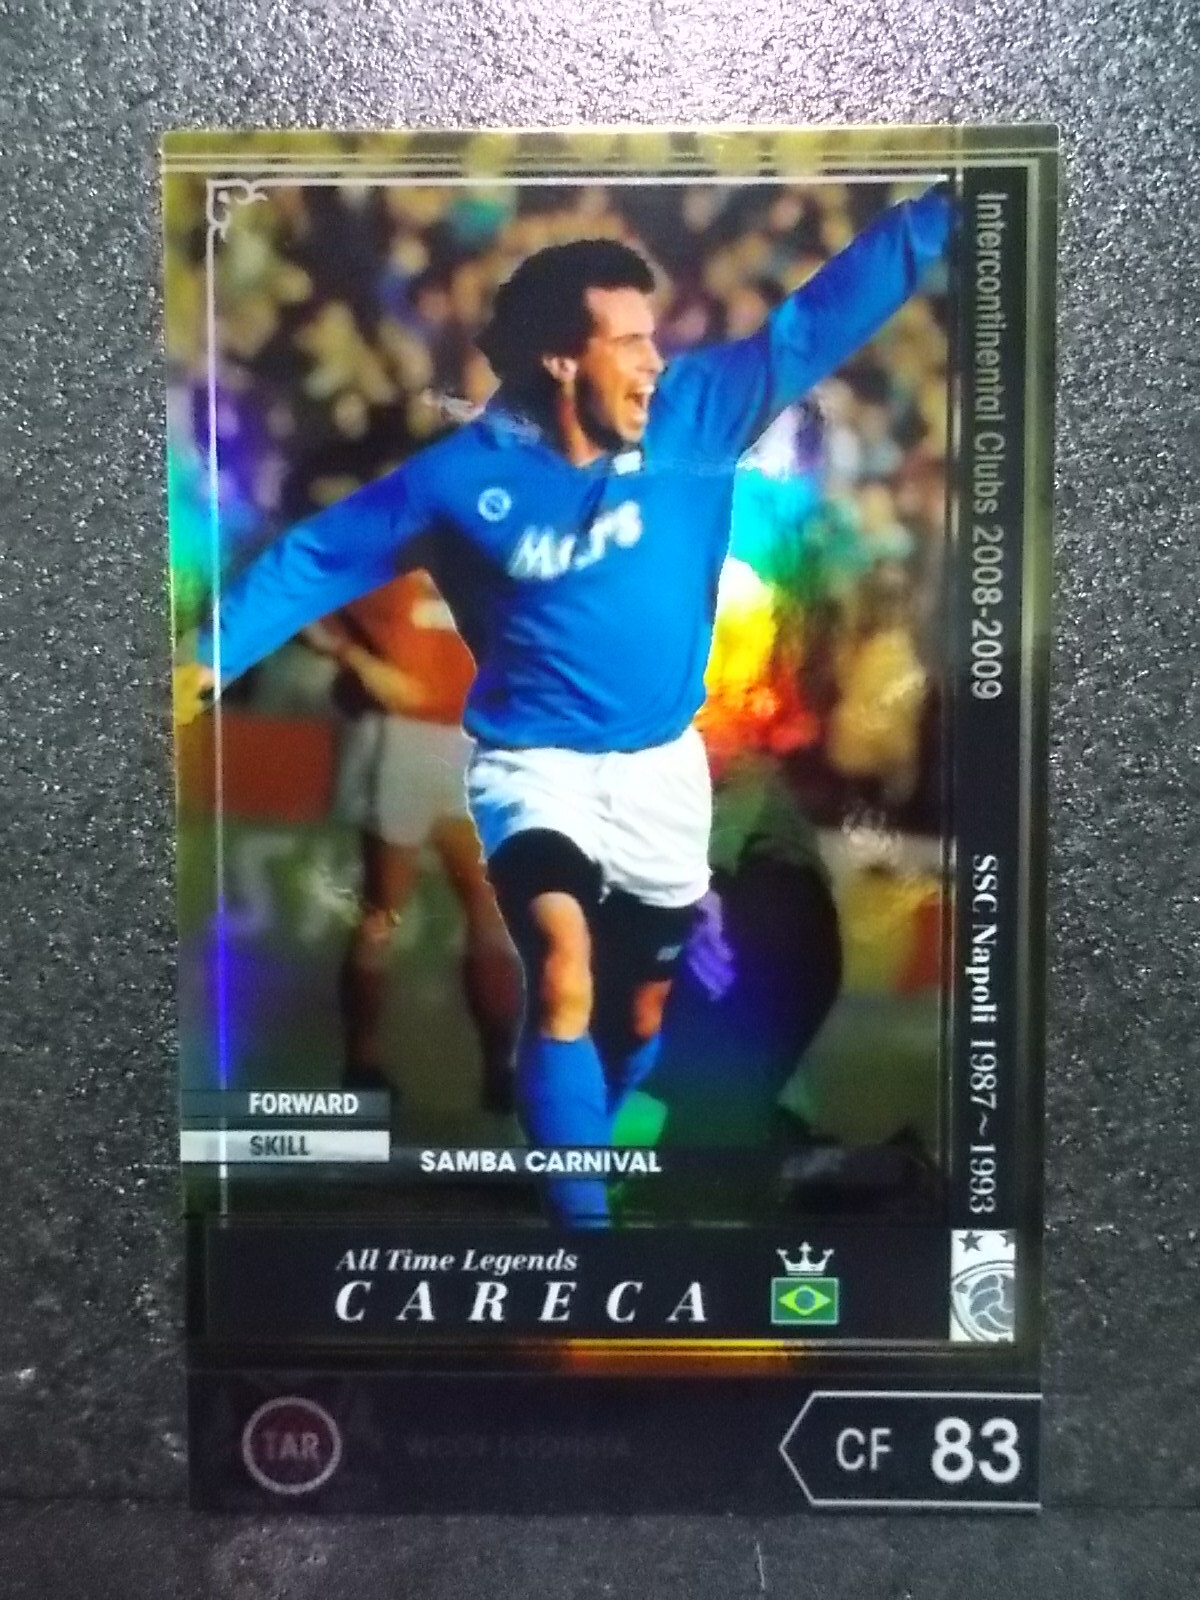 Intercontinental Clubs 2008-2009
SSC Napoli 1987~1993
FORWARD
SKILL
SAMBA CARNIVAL
All Time Legends
CARECA
TAR
CF 83